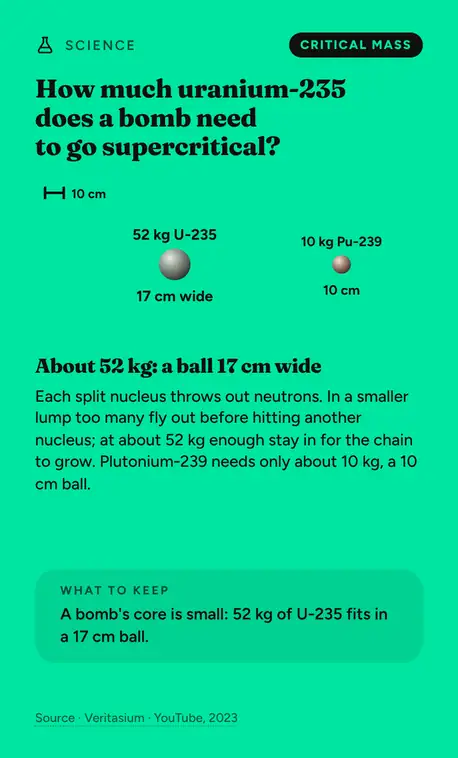 SCIENCE
CRITICAL MASS
How much uranium-235
does a bomb need
to go supercritical?
10 cm
52 kg U-235
17 cm wide
10 kg Pu-239
10 cm
About 52 kg: a ball 17 cm wide
Each split nucleus throws out neutrons. In a smaller
lump too many fly out before hitting another
nucleus; at about 52 kg enough stay in for the chain
to grow. Plutonium-239 needs only about 10 kg, a 10
cm ball.
WHAT TO KEEP
A bomb's core is small: 52 kg of U-235 fits in
a 17 cm ball.
Source · Veritasium · YouTube, 2023